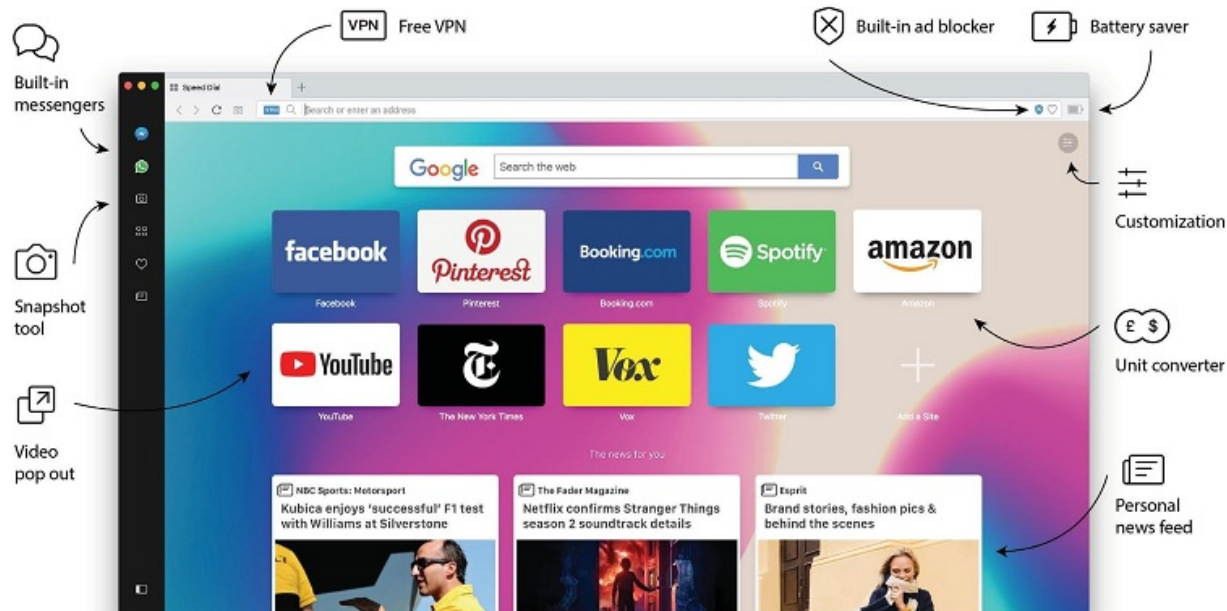 VPN Free VPN
Built-in ad blocker
Battery saver
Built-in
messengers
Speed Dial
VPN Search or enter an address
Google Search the web
Customization
facebook
Pinterest
Booking.com
Spotify
amazon
Facebook
Pinterest
Booking.com
Spotify
Amazon
Snapshot
tool
£ $
Unit converter
YouTube
Vox
YouTube
The New York Times
Vox
Twitter
Add a Site
Video
pop out
The news for you
NBC Sports: Motorsport
Kubica enjoys ‘successful’ F1 test
with Williams at Silverstone
The Fader Magazine
Netflix confirms Stranger Things
season 2 soundtrack details
Esprit
Brand stories, fashion pics &
behind the scenes
Personal
news feed